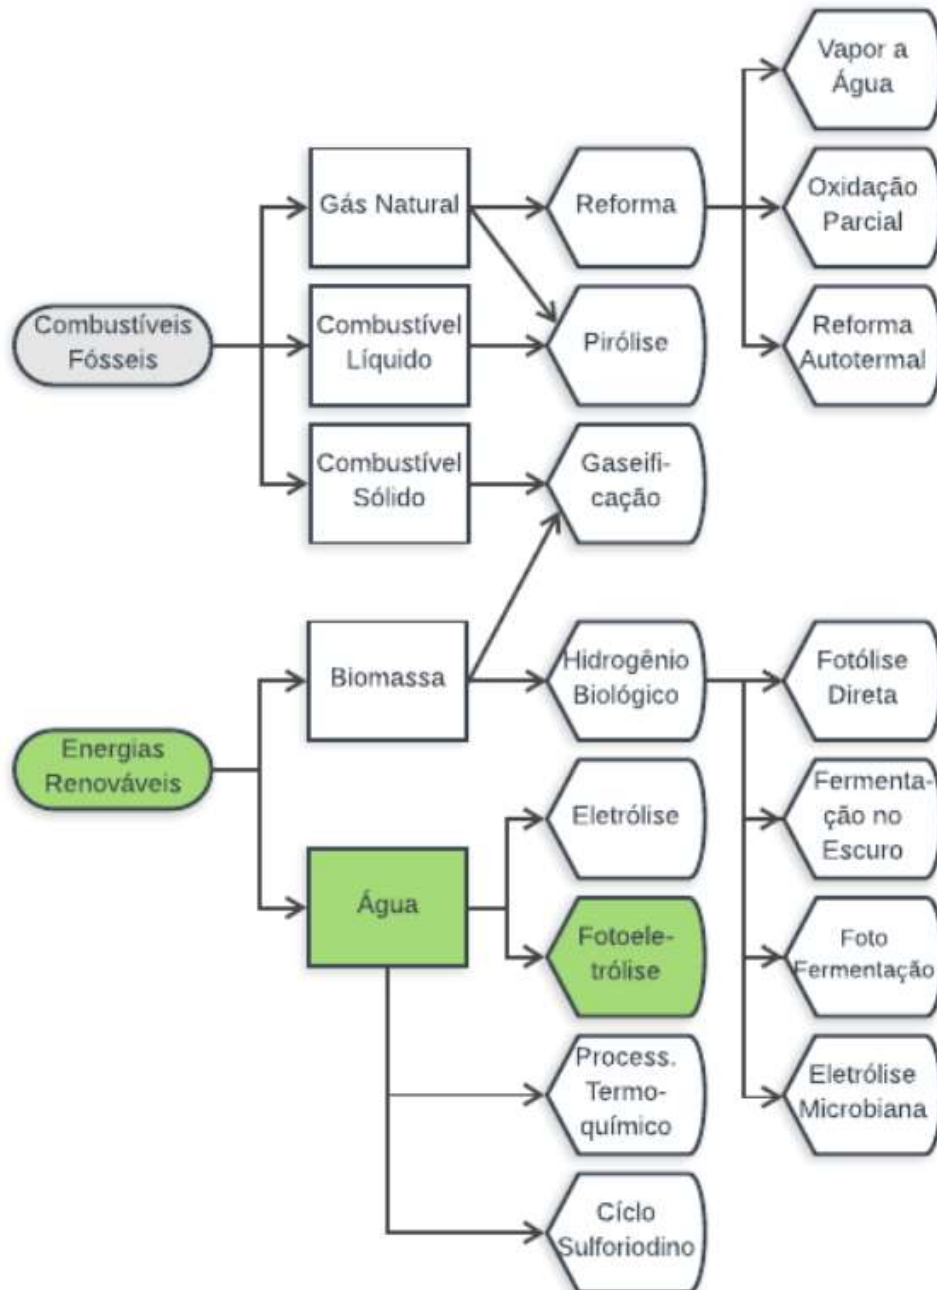 Vapor a
Água
Gás Natural
Reforma
Oxidação
Parcial
Combustíveis
Fósseis
Combustível
Líquido
Pirólise
Reforma
Autotermal
Combustível
Sólido
Gaseifi-
cação
Biomassa
Hidrogênio
Biológico
Fotólise
Direta
Energias
Renováveis
Eletrólise
Fermenta-
ção no
Escuro
Água
Fotoele-
trólise
Foto
Fermentação
Process.
Termo-
químico
Eletrólise
Microbiana
Cíclo
Sulforiodino